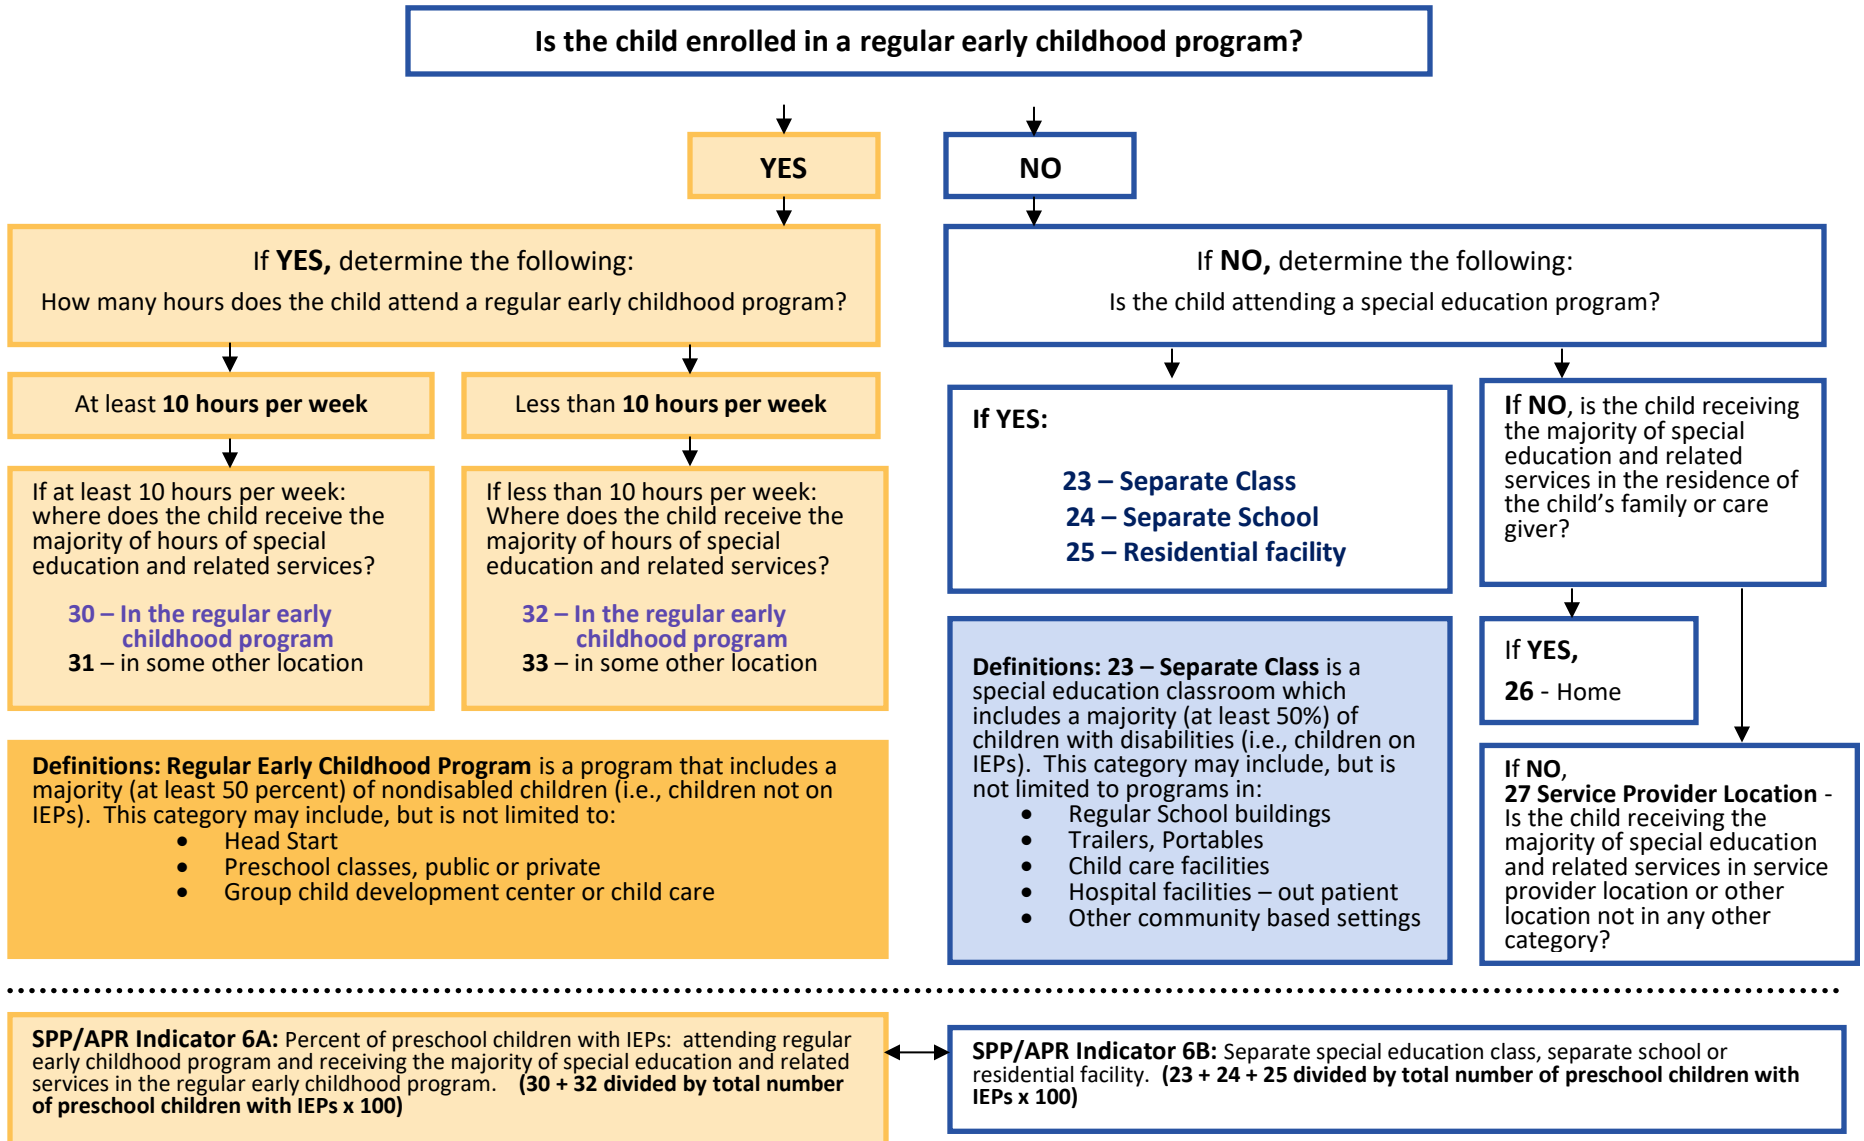 Is the child enrolled in a regular early childhood program?
YES
NO
If YES, determine the following:
How many hours does the child attend a regular early childhood program?
If NO, determine the following:
Is the child attending a special education program?
At least 10 hours per week
Less than 10 hours per week
If at least 10 hours per week:
where does the child receive the
majority of hours of special
education and related services?
30 – In the regular early
childhood program
31 – in some other location
If less than 10 hours per week:
Where does the child receive the
majority of hours of special
education and related services?
32 – In the regular early
childhood program
33 – in some other location
If YES:
23 – Separate Class
24 – Separate School
25 – Residential facility
If NO, is the child receiving
the majority of special
education and related
services in the residence of
the child’s family or care
giver?
If YES,
26 - Home
If NO,
27 Service Provider Location -
Is the child receiving the
majority of special education
and related services in service
provider location or other
location not in any other
category?
Definitions: Regular Early Childhood Program is a program that includes a
majority (at least 50 percent) of nondisabled children (i.e., children not on
IEPs). This category may include, but is not limited to:
• Head Start
• Preschool classes, public or private
• Group child development center or child care
Definitions: 23 – Separate Class is a
special education classroom which
includes a majority (at least 50%) of
children with disabilities (i.e., children on
IEPs). This category may include, but is
not limited to programs in:
• Regular School buildings
• Trailers, Portables
• Child care facilities
• Hospital facilities – out patient
• Other community based settings
SPP/APR Indicator 6A: Percent of preschool children with IEPs: attending regular
early childhood program and receiving the majority of special education and related
services in the regular early childhood program. (30 + 32 divided by total number
of preschool children with IEPs x 100)
SPP/APR Indicator 6B: Separate special education class, separate school or
residential facility. (23 + 24 + 25 divided by total number of preschool children with
IEPs x 100)